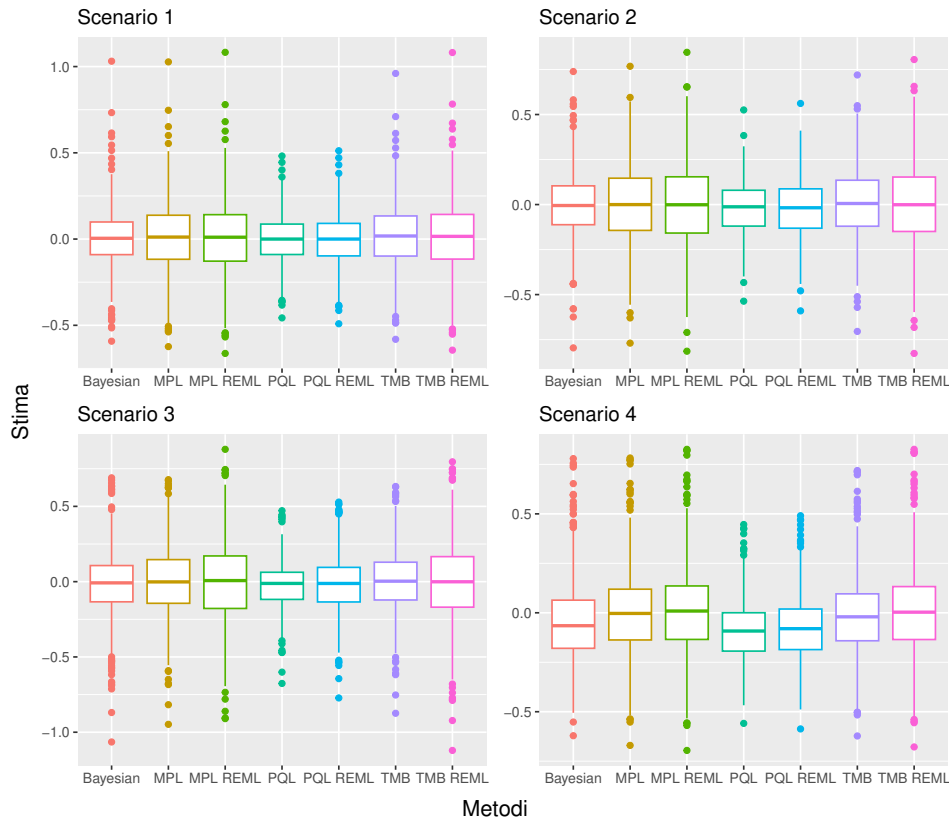 Scenario 1
1.0
0.5
0.0
−0.5
Bayesian MPL MPL REML PQL PQL REML TMB TMB REML
Scenario 2
0.5
0.0
−0.5
Bayesian MPL MPL REML PQL PQL REML TMB TMB REML
Stima
Scenario 3
0.5
0.0
−0.5
−1.0
Bayesian MPL MPL REML PQL PQL REML TMB TMB REML
Scenario 4
0.5
0.0
−0.5
Bayesian MPL MPL REML PQL PQL REML TMB TMB REML
Metodi